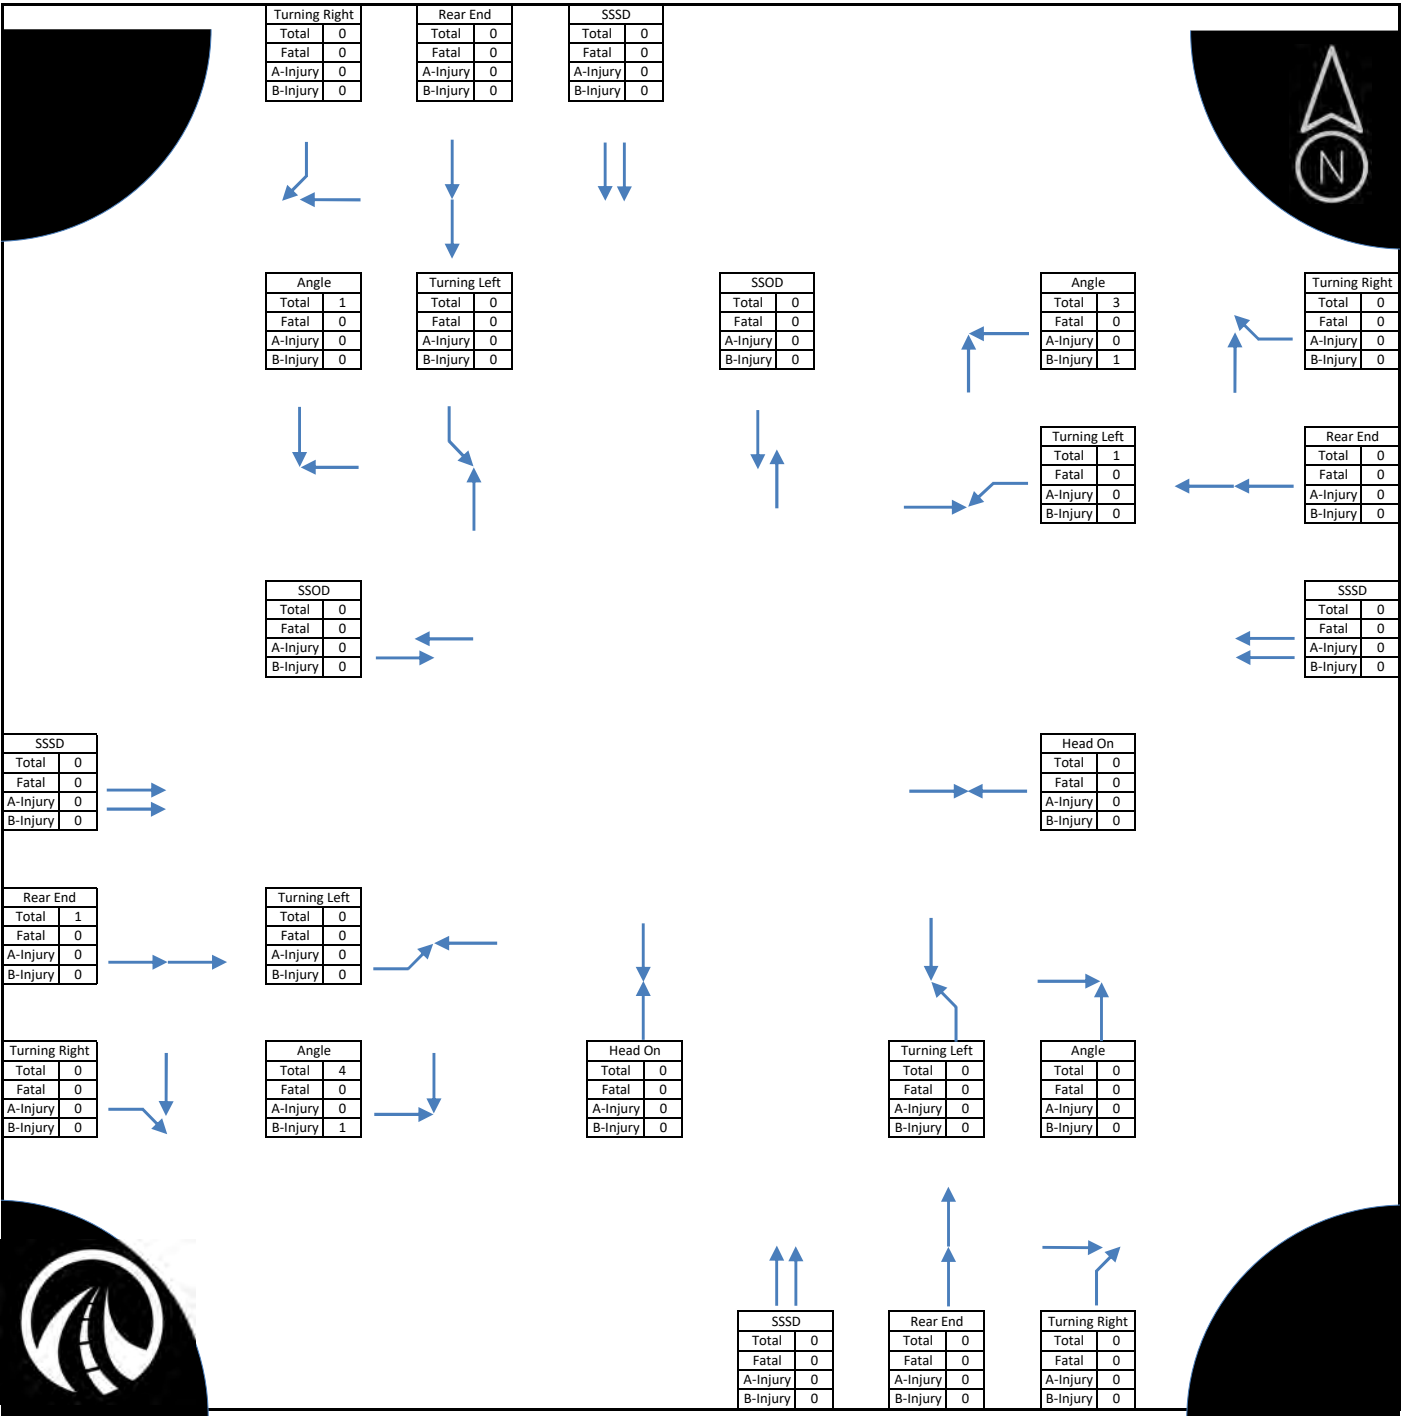 Turning Right
Total 0
Fatal 0
A-Injury 0
B-Injury 0
Rear End
Total 0
Fatal 0
A-Injury 0
B-Injury 0
SSSD
Total 0
Fatal 0
A-Injury 0
B-Injury 0
N
Angle
Total 1
Fatal 0
A-Injury 0
B-Injury 0
Turning Left
Total 0
Fatal 0
A-Injury 0
B-Injury 0
SSOD
Total 0
Fatal 0
A-Injury 0
B-Injury 0
Angle
Total 3
Fatal 0
A-Injury 0
B-Injury 1
Turning Right
Total 0
Fatal 0
A-Injury 0
B-Injury 0
Turning Left
Total 1
Fatal 0
A-Injury 0
B-Injury 0
Rear End
Total 0
Fatal 0
A-Injury 0
B-Injury 0
SSOD
Total 0
Fatal 0
A-Injury 0
B-Injury 0
SSSD
Total 0
Fatal 0
A-Injury 0
B-Injury 0
SSSD
Total 0
Fatal 0
A-Injury 0
B-Injury 0
Head On
Total 0
Fatal 0
A-Injury 0
B-Injury 0
Rear End
Total 1
Fatal 0
A-Injury 0
B-Injury 0
Turning Left
Total 0
Fatal 0
A-Injury 0
B-Injury 0
Turning Right
Total 0
Fatal 0
A-Injury 0
B-Injury 0
Angle
Total 4
Fatal 0
A-Injury 0
B-Injury 1
Head On
Total 0
Fatal 0
A-Injury 0
B-Injury 0
Turning Left
Total 0
Fatal 0
A-Injury 0
B-Injury 0
Angle
Total 0
Fatal 0
A-Injury 0
B-Injury 0
SSSD
Total 0
Fatal 0
A-Injury 0
B-Injury 0
Rear End
Total 0
Fatal 0
A-Injury 0
B-Injury 0
Turning Right
Total 0
Fatal 0
A-Injury 0
B-Injury 0